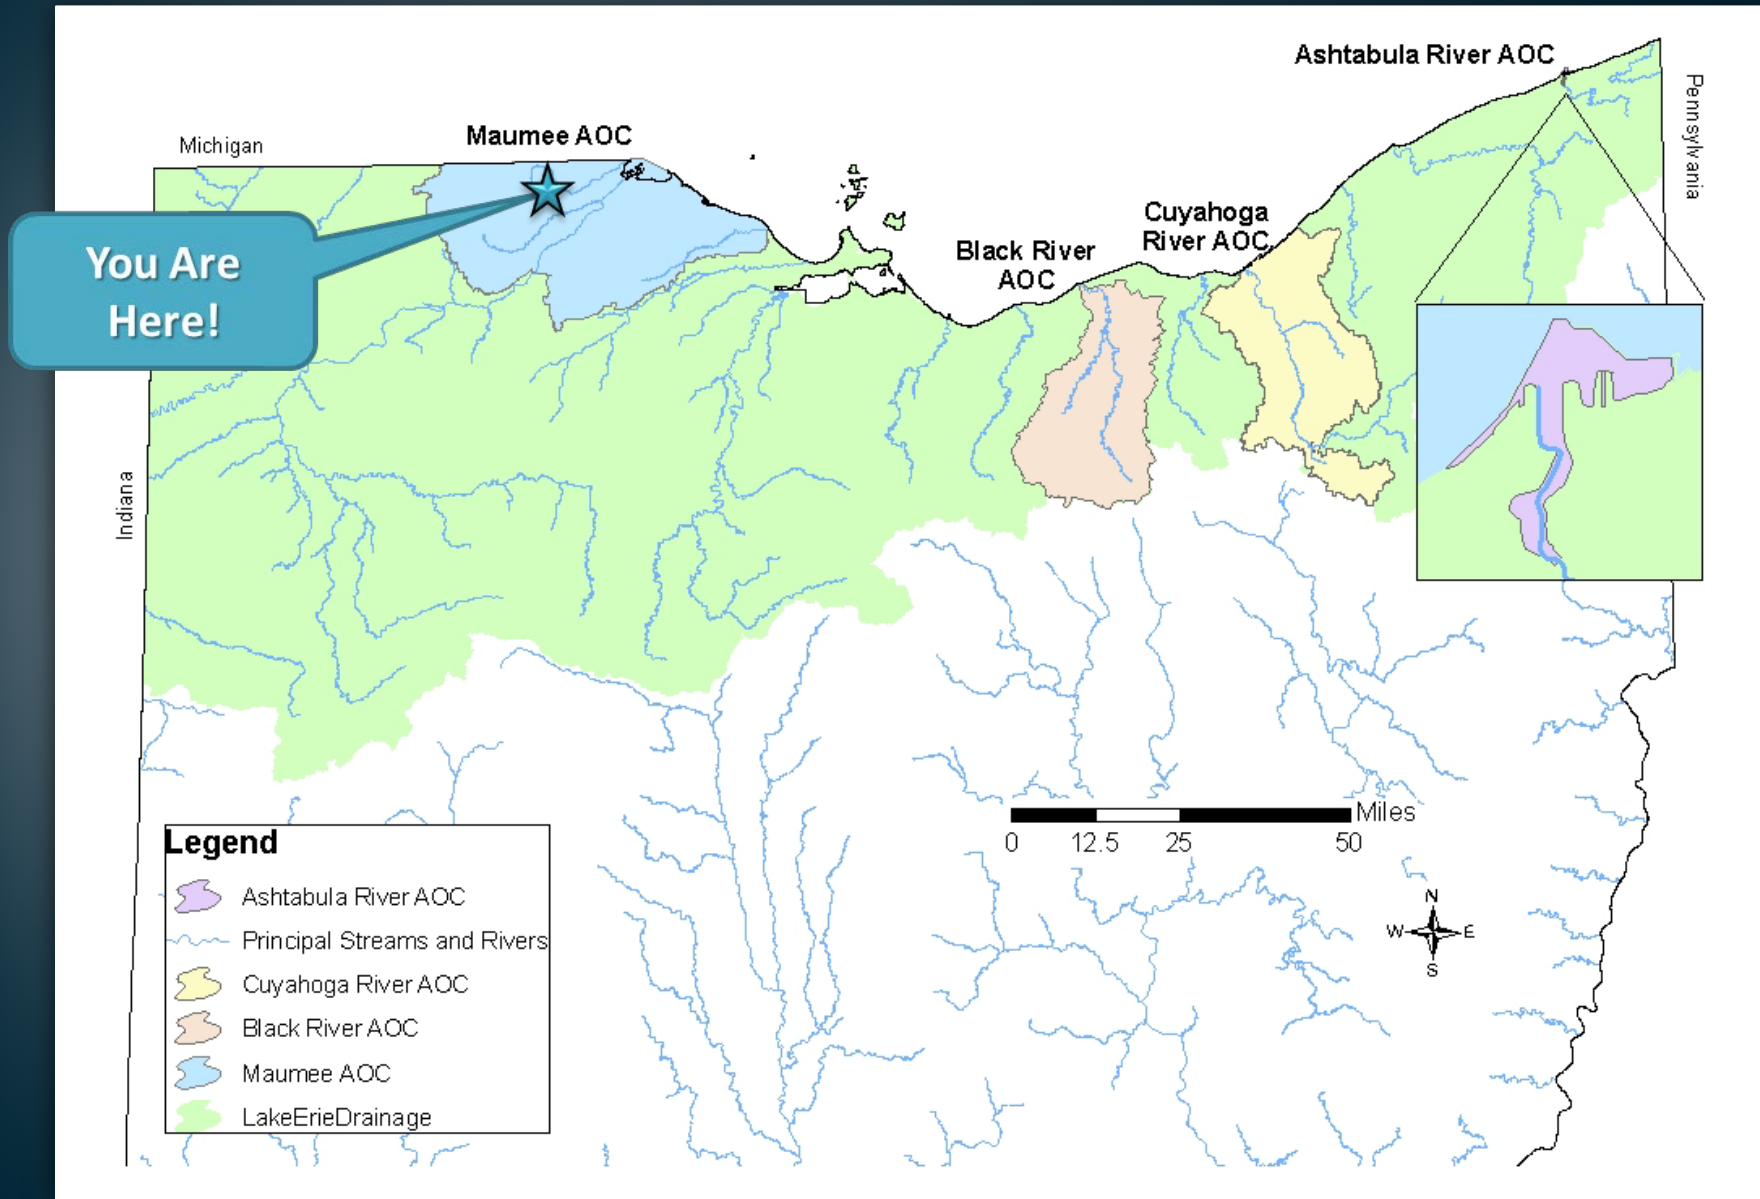 Ashtabula River AOC
Pennsylvania
Maumee AOC
Michigan
Cuyahoga
River AOC
Black River
AOC
You Are
Here!
Indiana
Miles
0 12.5 25 50
Legend
Ashtabula River AOC
Principal Streams and Rivers
Cuyahoga River AOC
Black River AOC
Maumee AOC
LakeErieDrainage
N
W E
S